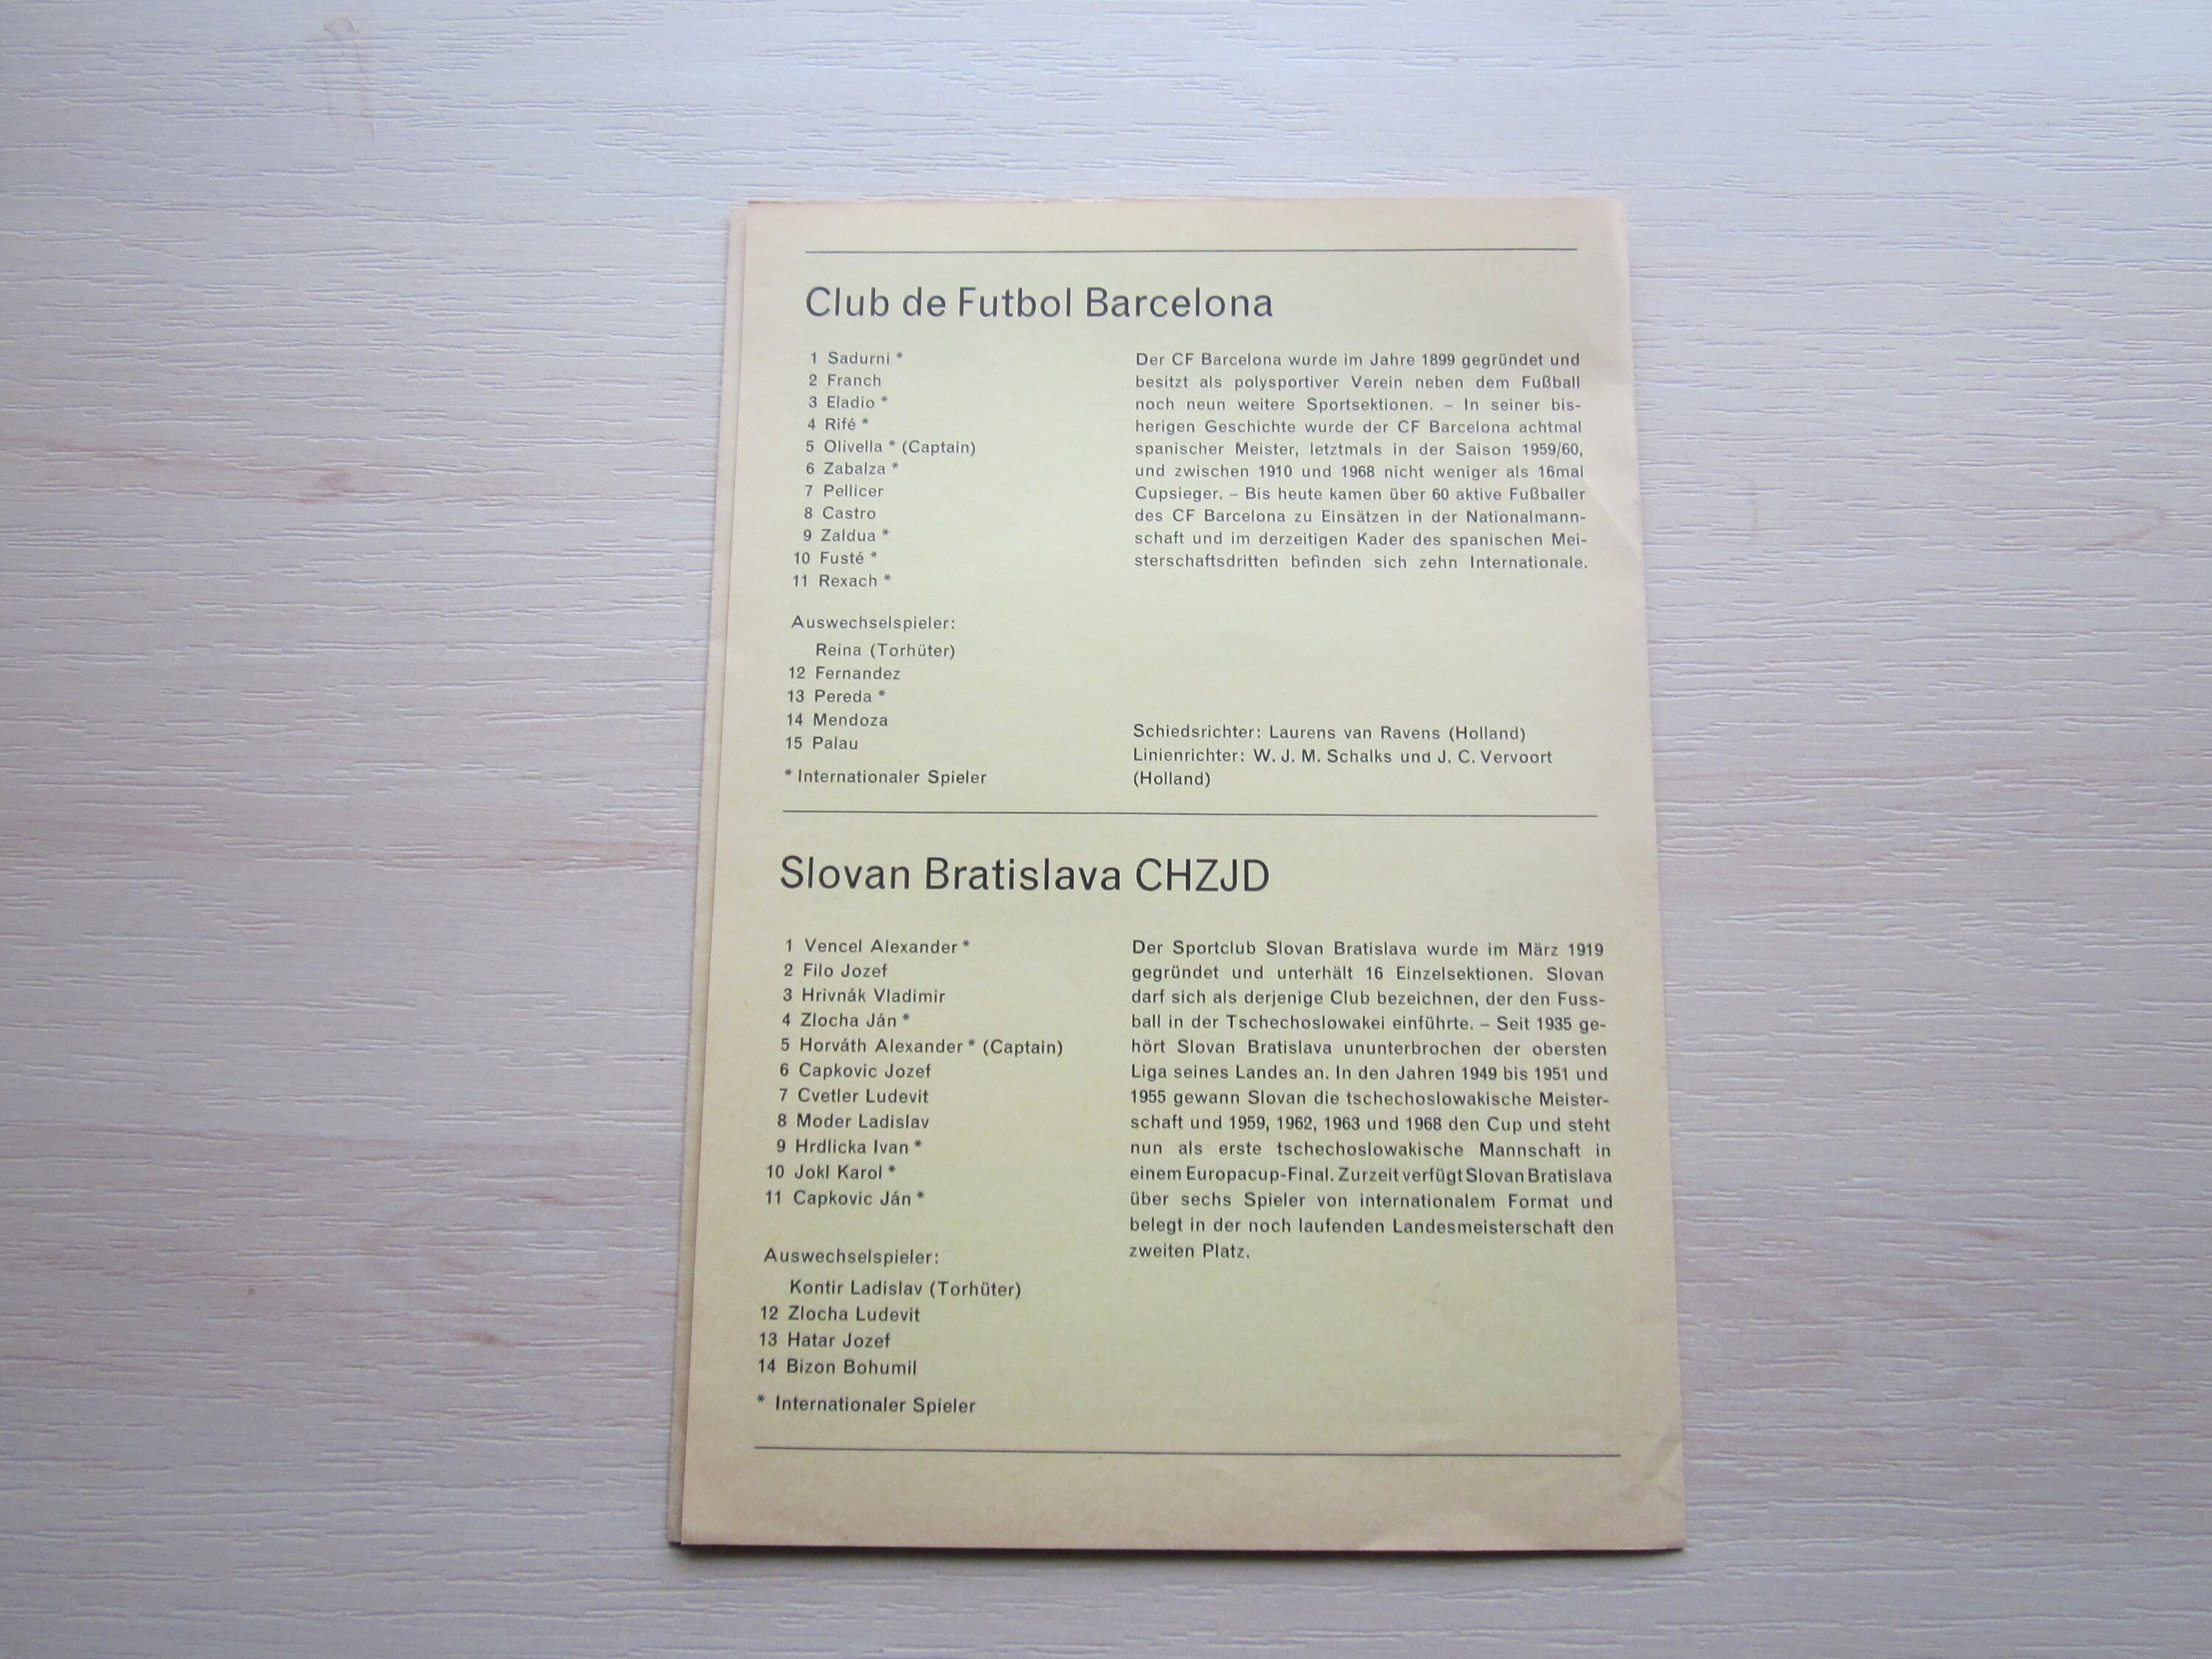 Club de Futbol Barcelona
1 Sadurni *
2 Franch
3 Eladio *
4 Rifé *
5 Olivella * (Captain)
6 Zabalza *
7 Pellicer
8 Castro
9 Zaldua *
10 Fusté *
11 Rexach *
Auswechselspieler:
Reina (Torhüter)
12 Fernandez
13 Pereda *
14 Mendoza
15 Palau
* Internationaler Spieler
Der CF Barcelona wurde im Jahre 1899 gegründet und
besitzt als polysportiver Verein neben dem Fußball
noch neun weitere Sportsektionen. – In seiner bis-
herigen Geschichte wurde der CF Barcelona achtmal
spanischer Meister, letztmals in der Saison 1959/60,
und zwischen 1910 und 1968 nicht weniger als 16mal
Cupsieger. – Bis heute kamen über 60 aktive Fußballer
des CF Barcelona zu Einsätzen in der Nationalmann-
schaft und im derzeitigen Kader des spanischen Mei-
sterschaftsdritten befinden sich zehn Internationale.
Schiedsrichter: Laurens van Ravens (Holland)
Linienrichter: W. J. M. Schalks und J. C. Vervoort
(Holland)
Slovan Bratislava CHZJD
1 Vencel Alexander *
2 Filo Jozef
3 Hrivnák Vladimir
4 Zlocha Ján *
5 Horváth Alexander * (Captain)
6 Capkovic Jozef
7 Cvetler Ludevit
8 Moder Ladislav
9 Hrdlicka Ivan *
10 Jokl Karol *
11 Capkovic Ján *
Auswechselspieler:
Kontir Ladislav (Torhüter)
12 Zlocha Ludevit
13 Hatar Jozef
14 Bizon Bohumil
* Internationaler Spieler
Der Sportclub Slovan Bratislava wurde im März 1919
gegründet und unterhält 16 Einzelsektionen. Slovan
darf sich als derjenige Club bezeichnen, der den Fuss-
ball in der Tschechoslowakei einführte. – Seit 1935 ge-
hört Slovan Bratislava ununterbrochen der obersten
Liga seines Landes an. In den Jahren 1949 bis 1951 und
1955 gewann Slovan die tschechoslowakische Meister-
schaft und 1959, 1962, 1963 und 1968 den Cup und steht
nun als erste tschechoslowakische Mannschaft in
einem Europacup-Final. Zurzeit verfügt Slovan Bratislava
über sechs Spieler von internationalem Format und
belegt in der noch laufenden Landesmeisterschaft den
zweiten Platz.